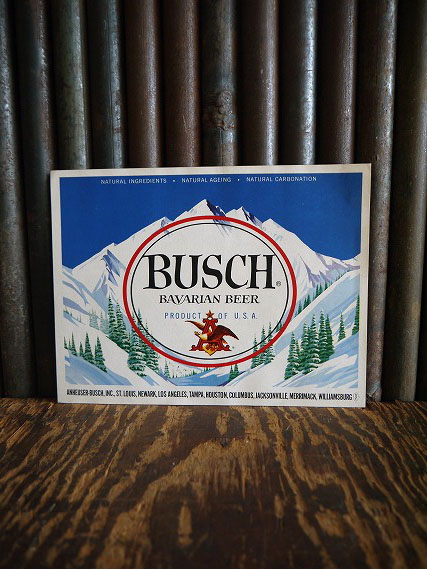 NATURAL INGREDIENTS • NATURAL AGEING • NATURAL CARBONATION
BUSCH®
BAVARIAN BEER
PRODUCT OF U.S.A.
ANHEUSER-BUSCH, INC., ST. LOUIS, NEWARK, LOS ANGELES, TAMPA, HOUSTON, COLUMBUS, JACKSONVILLE, MERRIMACK, WILLIAMSBURG